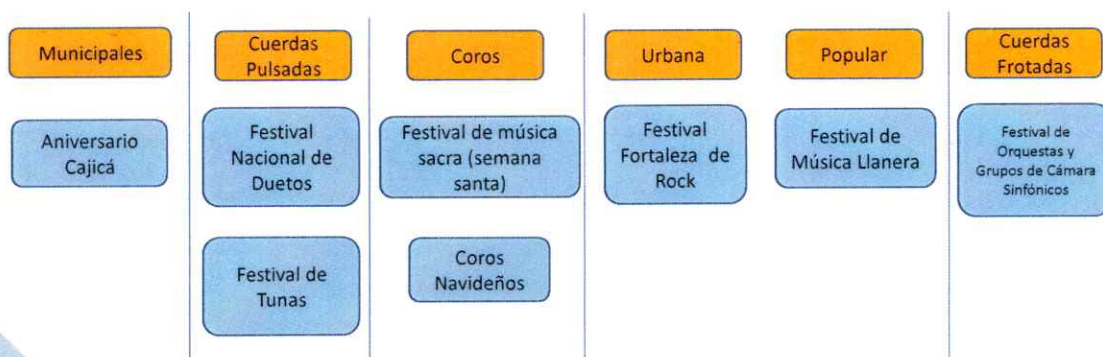 Municipales
Aniversario
Cajicá
Cuerdas
Pulsadas
Festival
Nacional de
Duetos
Festival de
Tunas
Coros
Festival de música
sacra (semana
santa)
Coros
Navideños
Urbana
Festival
Fortaleza de
Rock
Popular
Festival de
Música Llanera
Cuerdas
Frotadas
Festival de
Orquestas y
Grupos de Cámara
Sinfónicos